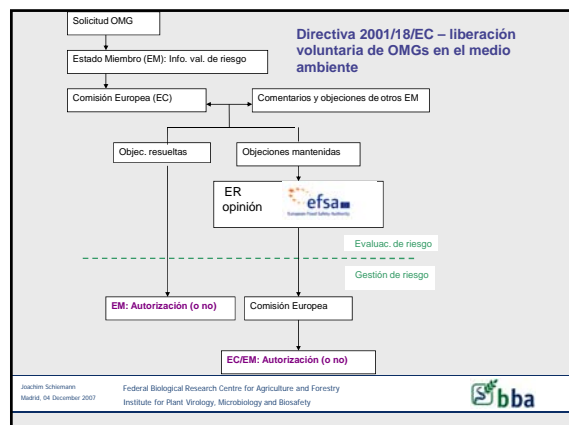 Solicitud OMG
Directiva 2001/18/EC – liberación
voluntaria de OMGs en el medio
ambiente
Estado Miembro (EM): Info. val. de riesgo
Comisión Europea (EC)
Comentarios y objeciones de otros EM
Objec. resueltas
Objeciones mantenidas
ER
opinión
efsa
European Food Safety Authority
Evaluac. de riesgo
Gestión de riesgo
EM: Autorización (o no)
Comisión Europea
EC/EM: Autorización (o no)
Joachim Schiemann
Madrid, 04 December 2007
Federal Biological Research Centre for Agriculture and Forestry
Institute for Plant Virology, Microbiology and Biosafety
bba